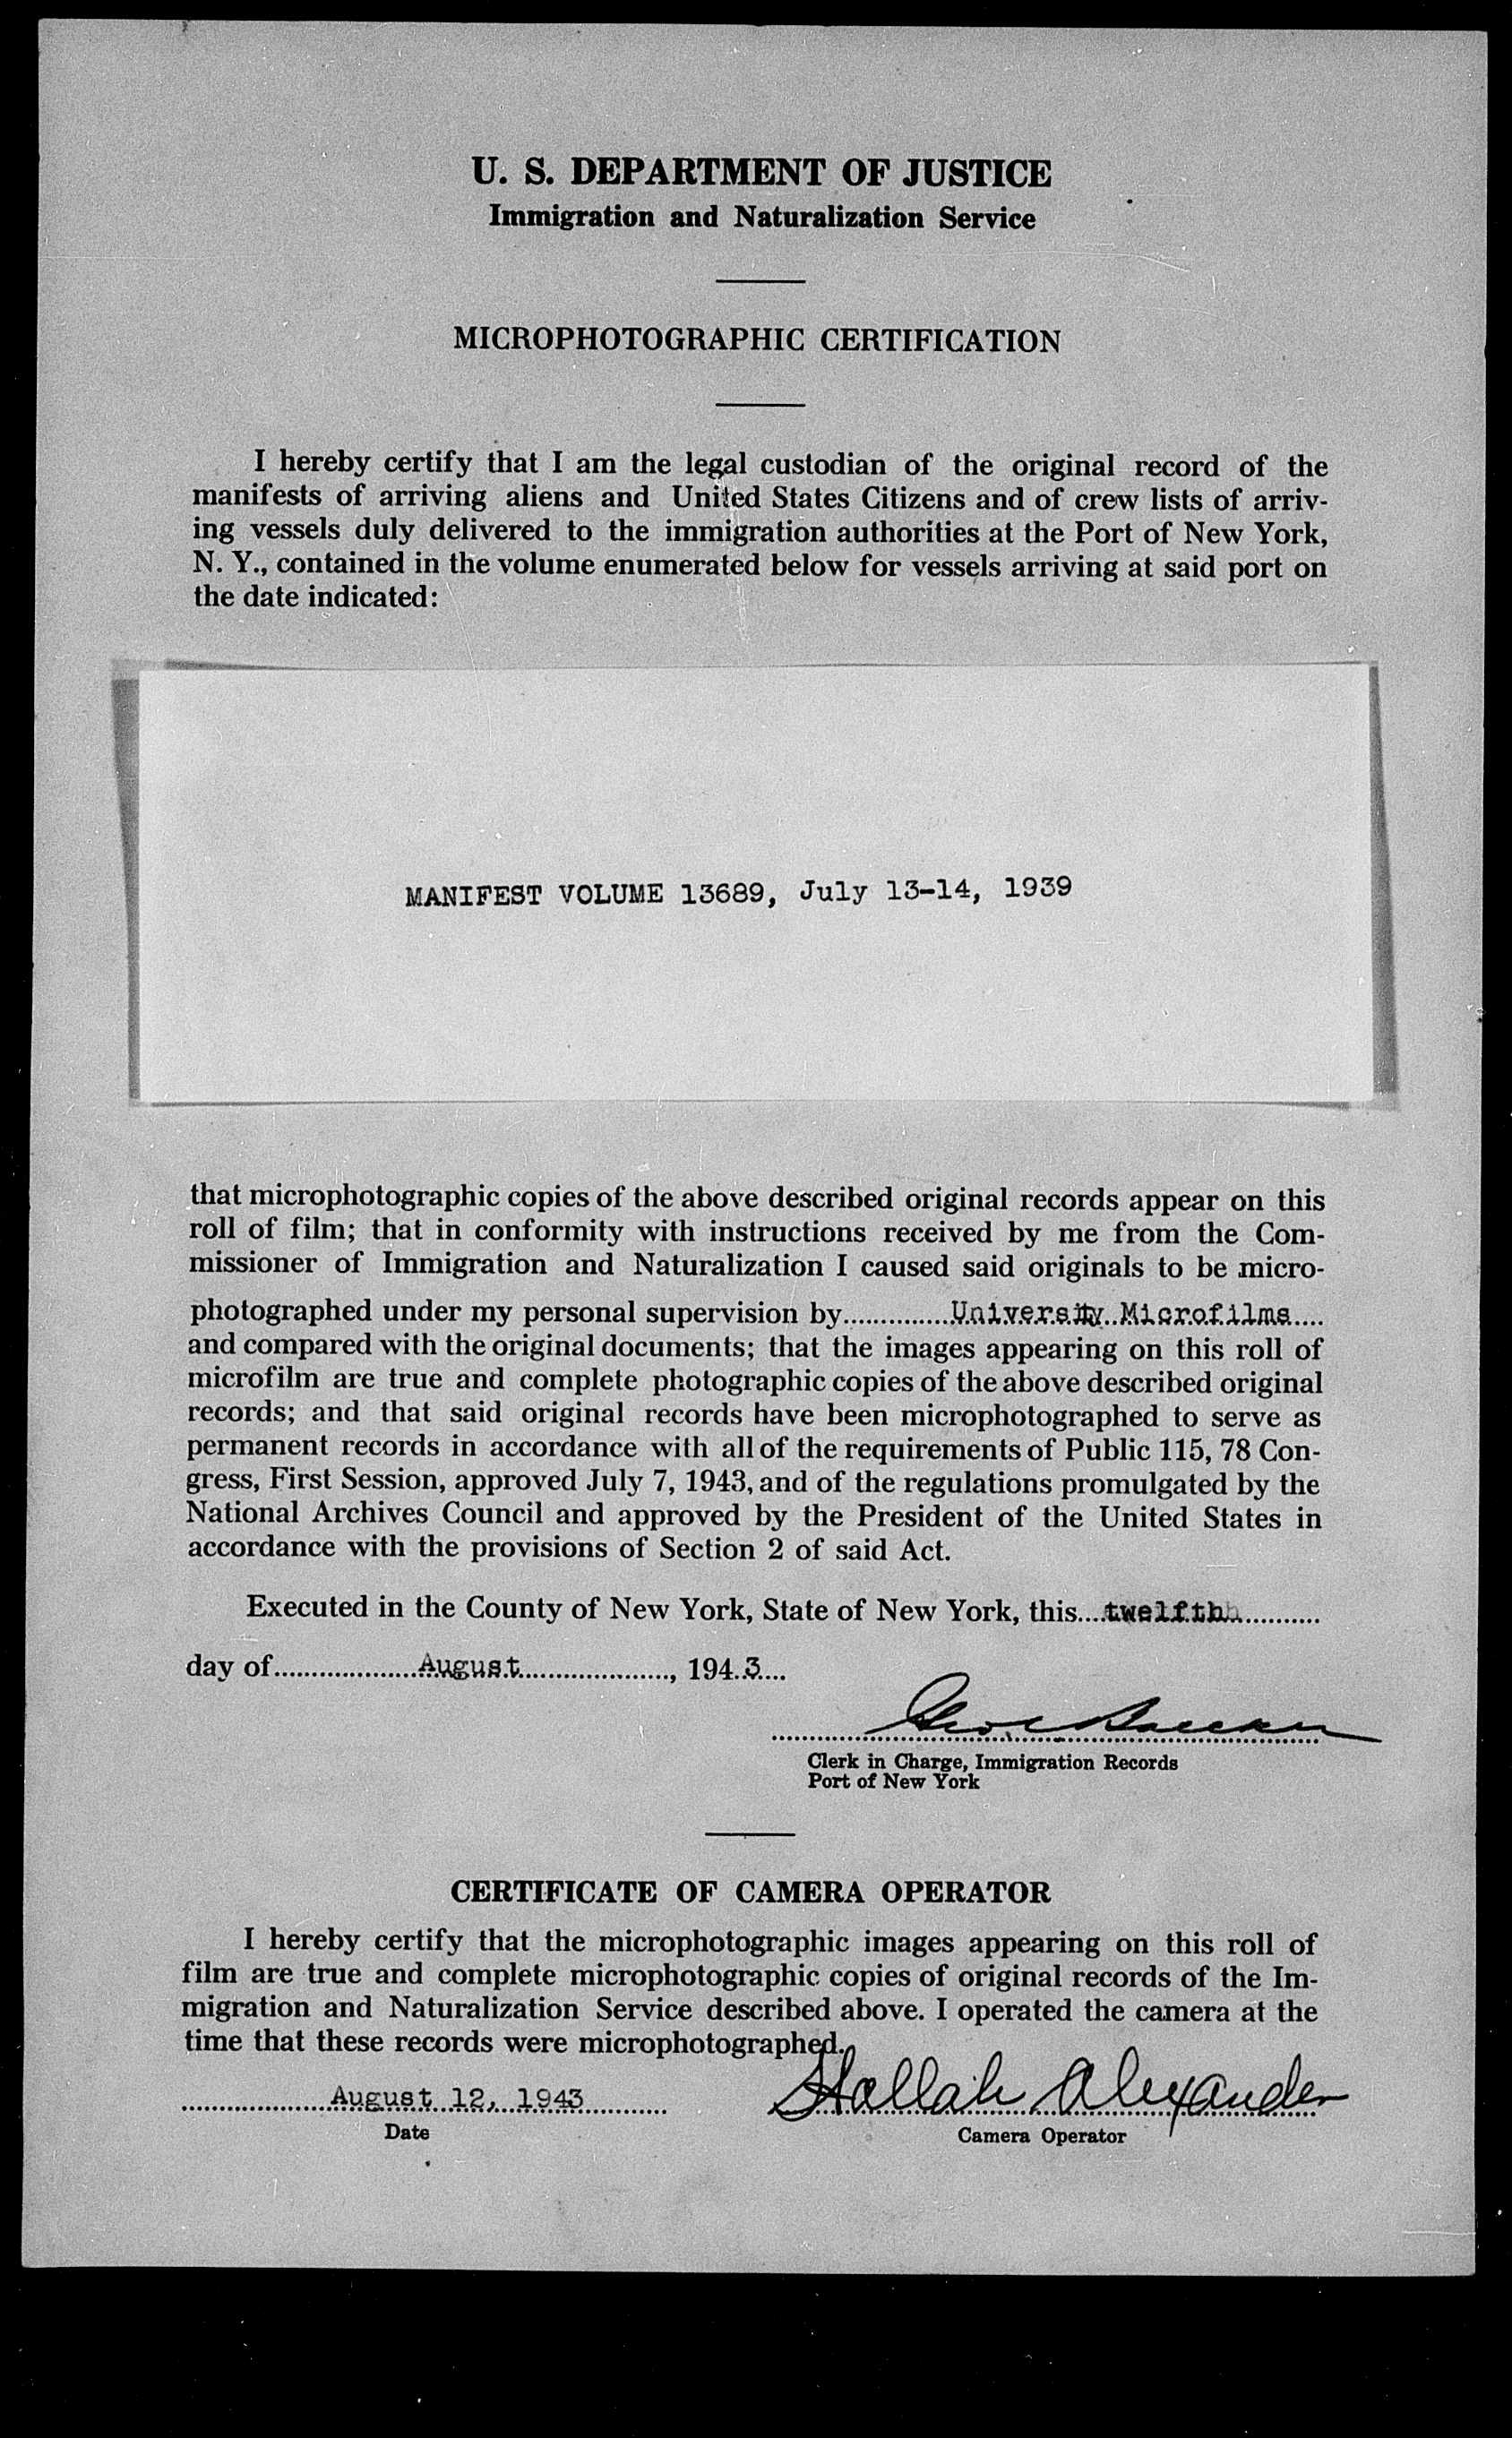 U. S. DEPARTMENT OF JUSTICE
Immigration and Naturalization Service
MICROPHOTOGRAPHIC CERTIFICATION
I hereby certify that I am the legal custodian of the original record of the
manifests of arriving aliens and United States Citizens and of crew lists of arriv-
ing vessels duly delivered to the immigration authorities at the Port of New York,
N. Y., contained in the volume enumerated below for vessels arriving at said port on
the date indicated:
MANIFEST VOLUME 13689, July 13-14, 1939
that microphotographic copies of the above described original records appear on this
roll of film; that in conformity with instructions received by me from the Com-
missioner of Immigration and Naturalization I caused said originals to be micro-
photographed under my personal supervision by University Microfilms
and compared with the original documents; that the images appearing on this roll of
microfilm are true and complete photographic copies of the above described original
records; and that said original records have been microphotographed to serve as
permanent records in accordance with all of the requirements of Public 115, 78 Con-
gress, First Session, approved July 7, 1943, and of the regulations promulgated by the
National Archives Council and approved by the President of the United States in
accordance with the provisions of Section 2 of said Act.
Executed in the County of New York, State of New York, this twelfth
day of August, 1943
Clerk in Charge, Immigration Records
Port of New York
CERTIFICATE OF CAMERA OPERATOR
I hereby certify that the microphotographic images appearing on this roll of
film are true and complete microphotographic copies of original records of the Im-
migration and Naturalization Service described above. I operated the camera at the
time that these records were microphotographed.
August 12, 1943 Hallah Alexander
Date Camera Operator